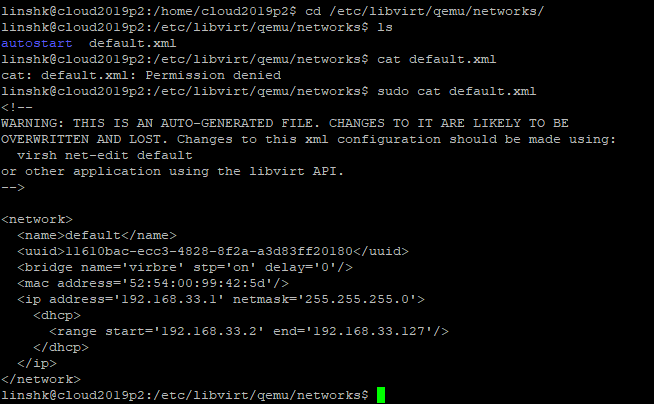 linshk@cloud2019p2:/home/cloud2019p2$ cd /etc/libvirt/qemu/networks/
linshk@cloud2019p2:/etc/libvirt/qemu/networks$ ls
autostart  default.xml
linshk@cloud2019p2:/etc/libvirt/qemu/networks$ cat default.xml
cat: default.xml: Permission denied
linshk@cloud2019p2:/etc/libvirt/qemu/networks$ sudo cat default.xml
<!--
WARNING: THIS IS AN AUTO-GENERATED FILE. CHANGES TO IT ARE LIKELY TO BE
OVERWRITTEN AND LOST. Changes to this xml configuration should be made using:
  virsh net-edit default
or other application using the libvirt API.
-->

<network>
  <name>default</name>
  <uuid>11610bac-ecc3-4828-8f2a-a3d83ff20180</uuid>
  <bridge name='virbre' stp='on' delay='0'/>
  <mac address='52:54:00:99:42:5d'/>
  <ip address='192.168.33.1' netmask='255.255.255.0'>
    <dhcp>
      <range start='192.168.33.2' end='192.168.33.127'/>
    </dhcp>
  </ip>
</network>
linshk@cloud2019p2:/etc/libvirt/qemu/networks$